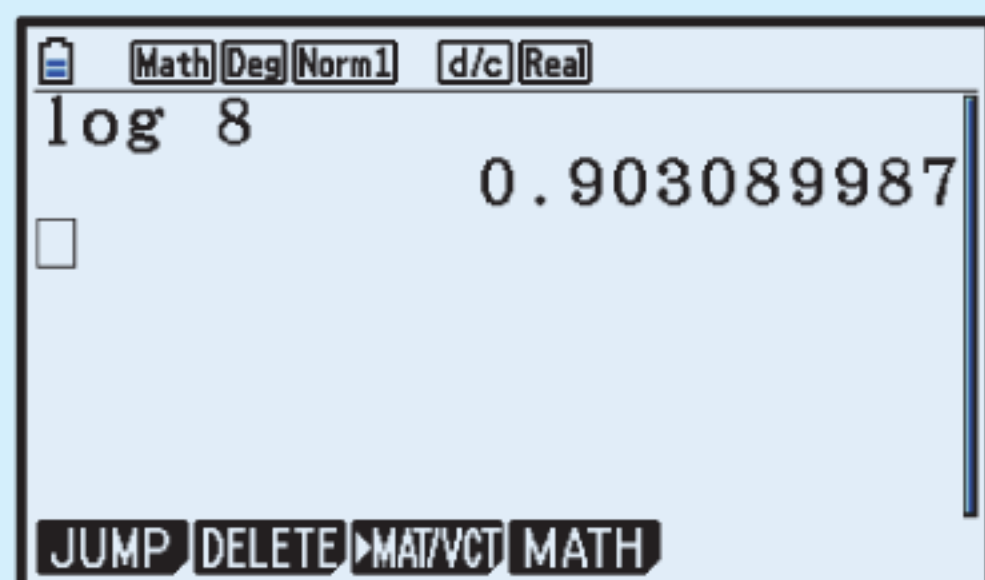 Math Deg Norm1 d/c Real
log 8
0.903089987
JUMP DELETE ▶MAT/VCT MATH